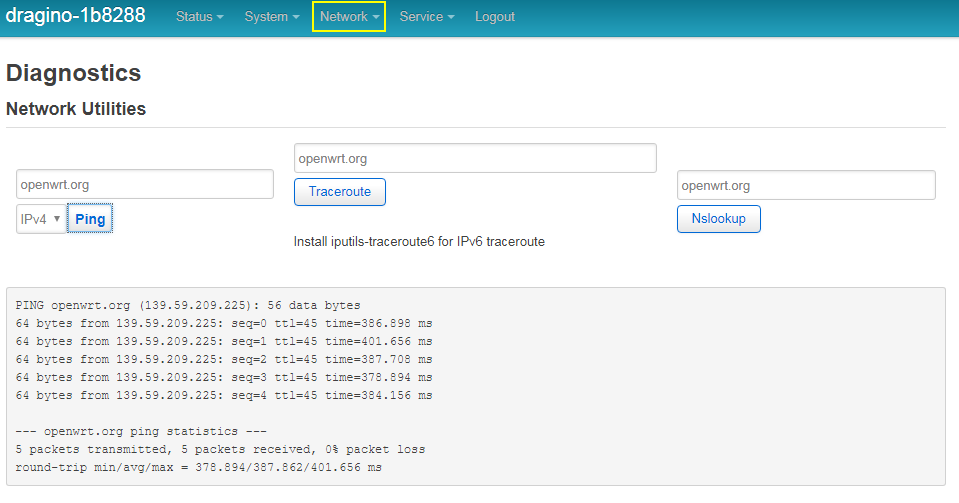 dragino-1b8288 Status System Network Service Logout
Diagnostics
Network Utilities
openwrt.org
IPv4 Ping
openwrt.org
Traceroute
Install iputils-traceroute6 for IPv6 traceroute
openwrt.org
Nslookup
PING openwrt.org (139.59.209.225): 56 data bytes
64 bytes from 139.59.209.225: seq=0 ttl=45 time=386.898 ms
64 bytes from 139.59.209.225: seq=1 ttl=45 time=401.656 ms
64 bytes from 139.59.209.225: seq=2 ttl=45 time=387.708 ms
64 bytes from 139.59.209.225: seq=3 ttl=45 time=378.894 ms
64 bytes from 139.59.209.225: seq=4 ttl=45 time=384.156 ms
--- openwrt.org ping statistics ---
5 packets transmitted, 5 packets received, 0% packet loss
round-trip min/avg/max = 378.894/387.862/401.656 ms